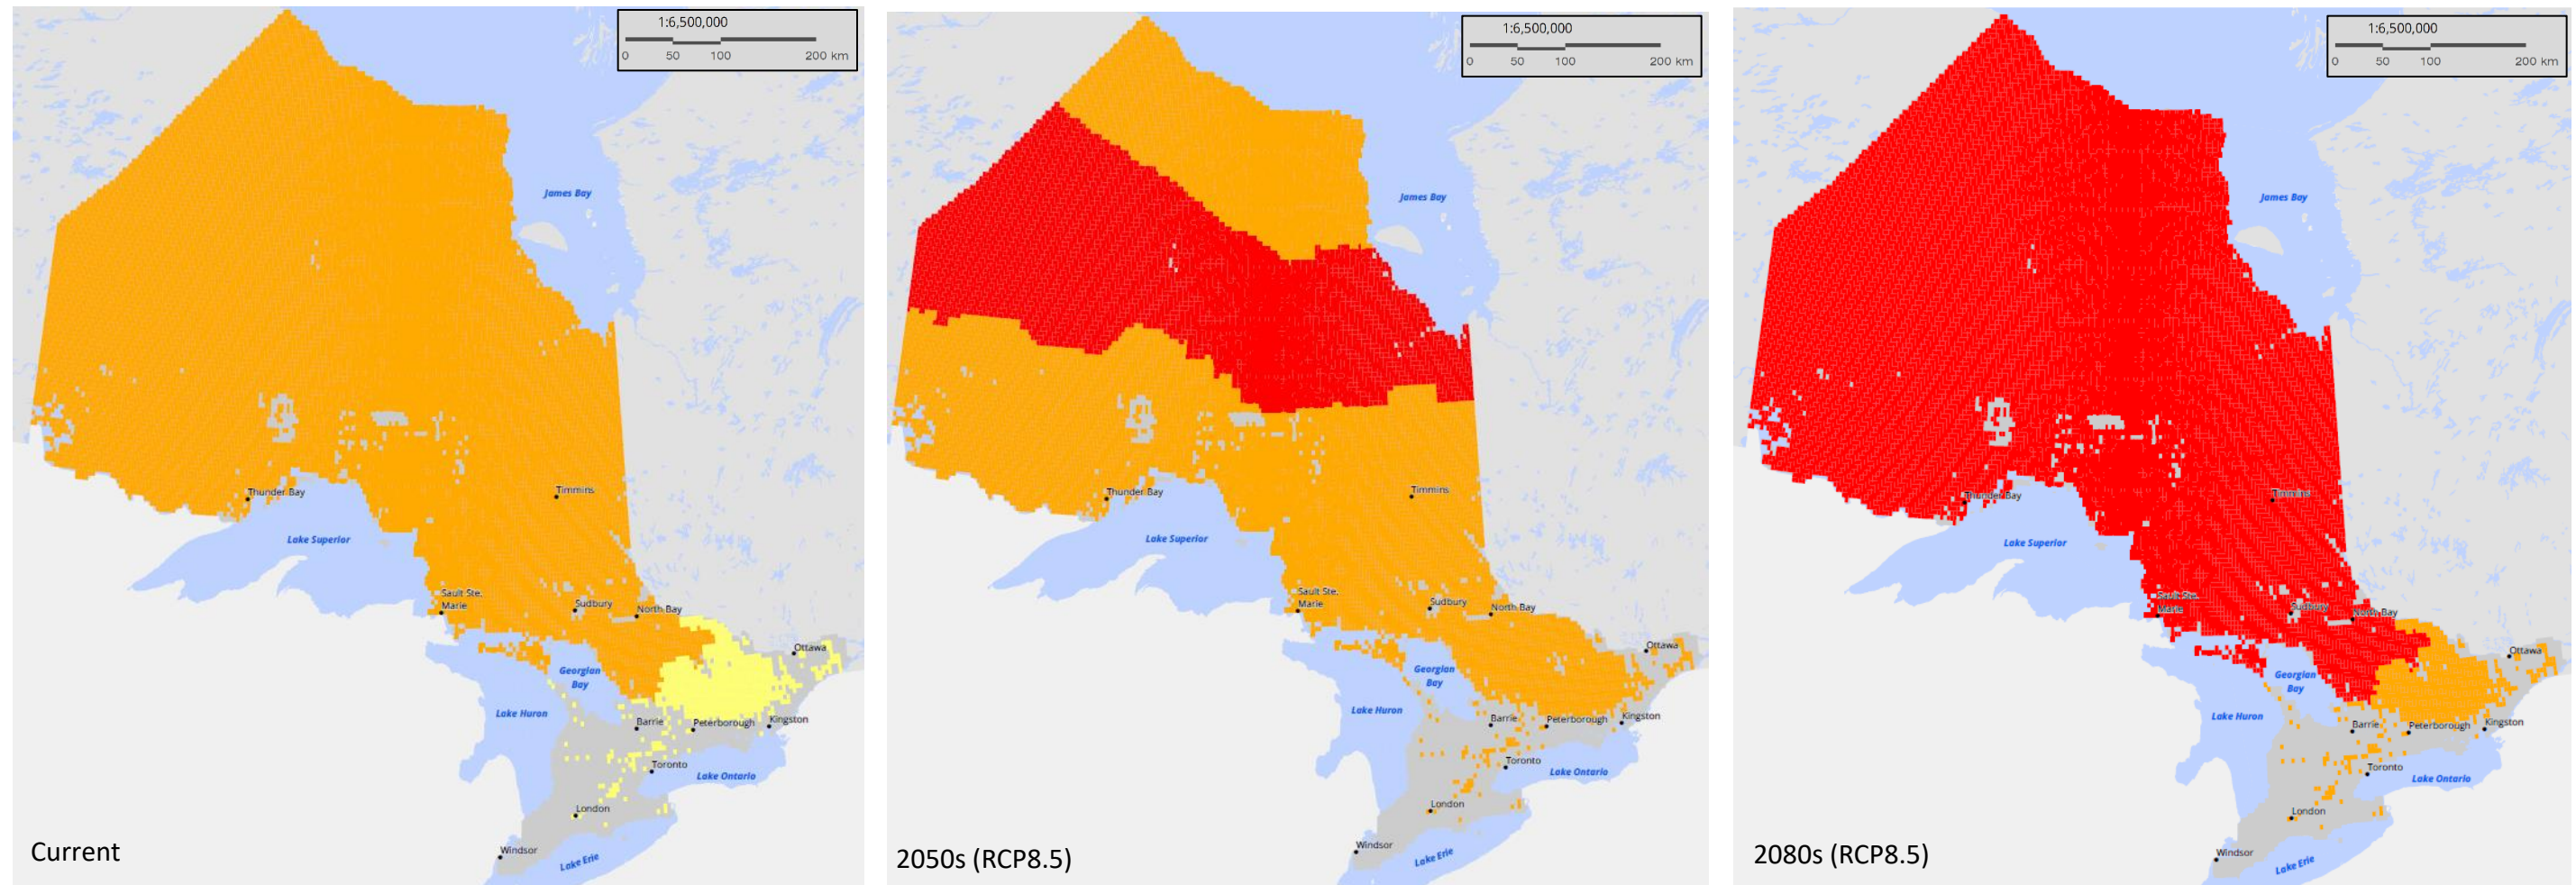 1:6,500,000
0 50 100 200 km
James Bay
Thunder Bay
Timmins
Lake Superior
Sault Ste.
Marie
Sudbury
North Bay
Ottawa
Georgian
Bay
Lake Huron
Barrie
Peterborough
Kingston
Toronto
Lake Ontario
London
Windsor
Lake Erie
Current
1:6,500,000
0 50 100 200 km
James Bay
Thunder Bay
Timmins
Lake Superior
Sault Ste.
Marie
Sudbury
North Bay
Ottawa
Georgian
Bay
Lake Huron
Barrie
Peterborough
Kingston
Toronto
Lake Ontario
London
Windsor
Lake Erie
2050s (RCP8.5)
1:6,500,000
0 50 100 200 km
James Bay
Thunder Bay
Timmins
Lake Superior
Sault Ste.
Marie
Sudbury
North Bay
Ottawa
Georgian
Bay
Lake Huron
Barrie
Peterborough
Kingston
Toronto
Lake Ontario
London
Windsor
Lake Erie
2080s (RCP8.5)